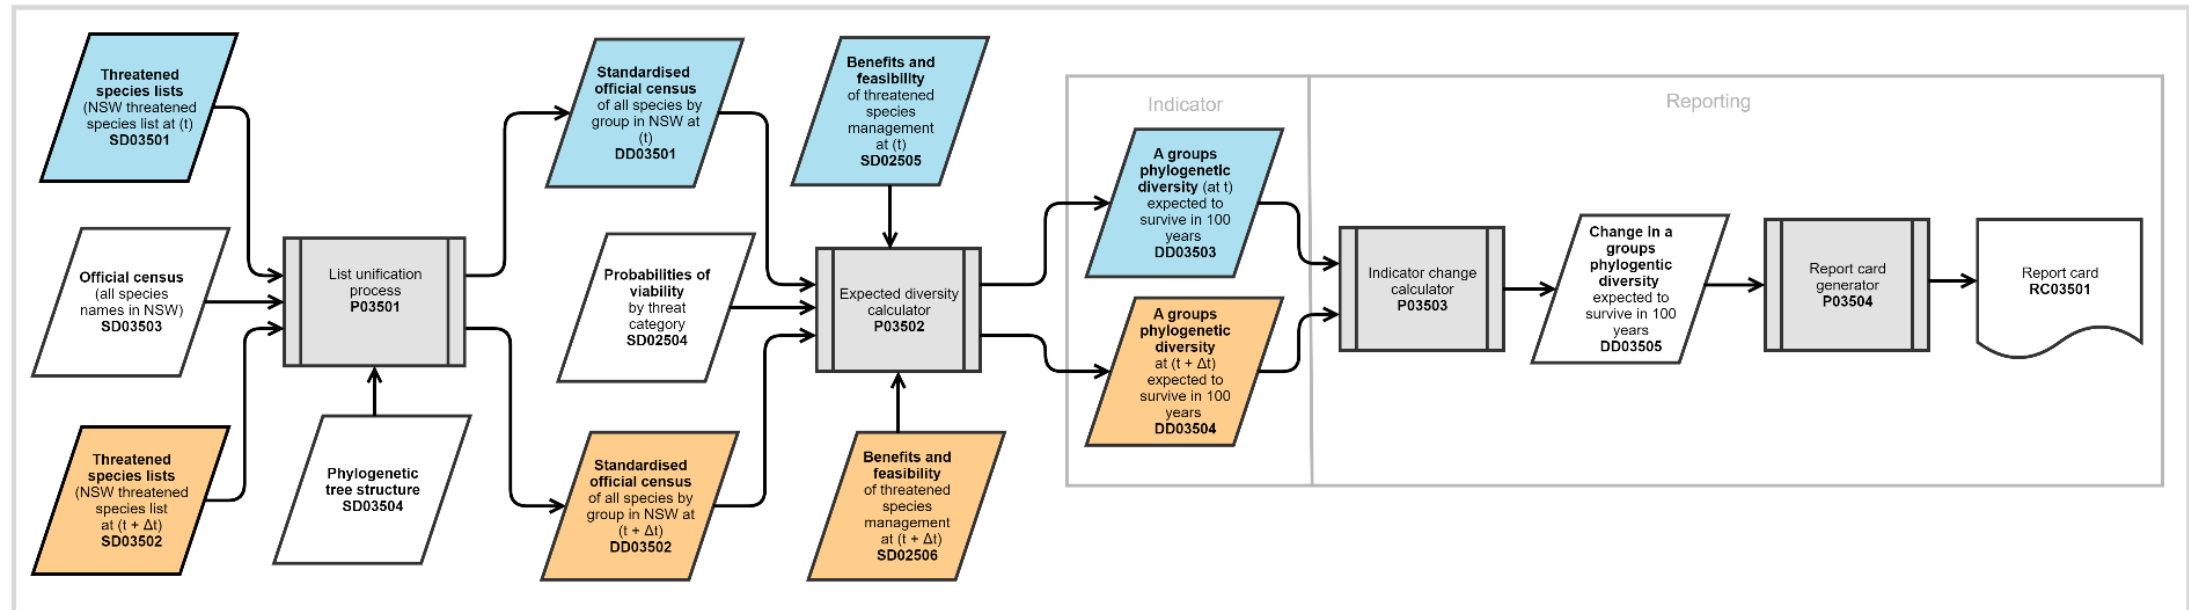 Threatened
species lists
(NSW threatened
species list at (t)
SD03501
Official census
(all species
names in NSW)
SD03503
Threatened
species lists
(NSW threatened
species list
at (t + Δt)
SD03502
List unification
process
P03501
Phylogenetic
tree structure
SD03504
Standardised
official census
of all species by
group in NSW at
(t)
DD03501
Probabilities of
viability
by threat
category
SD02504
Standardised
official census
of all species by
group in NSW at
(t + Δt)
DD03502
Benefits and
feasibility
of threatened
species
management
at (t)
SD02505
Expected diversity
calculator
P03502
Benefits and
feasibility
of threatened
species
management
at (t + Δt)
SD02506
Indicator
A groups
phylogenetic
diversity (at t)
expected to
survive in 100
years
DD03503
A groups
phylogenetic
diversity
at (t + Δt)
expected to
survive in 100
years
DD03504
Reporting
Indicator change
calculator
P03503
Change in a
groups
phylogentic
diversity
expected to
survive in 100
years
DD03505
Report card
generator
P03504
Report card
RC03501